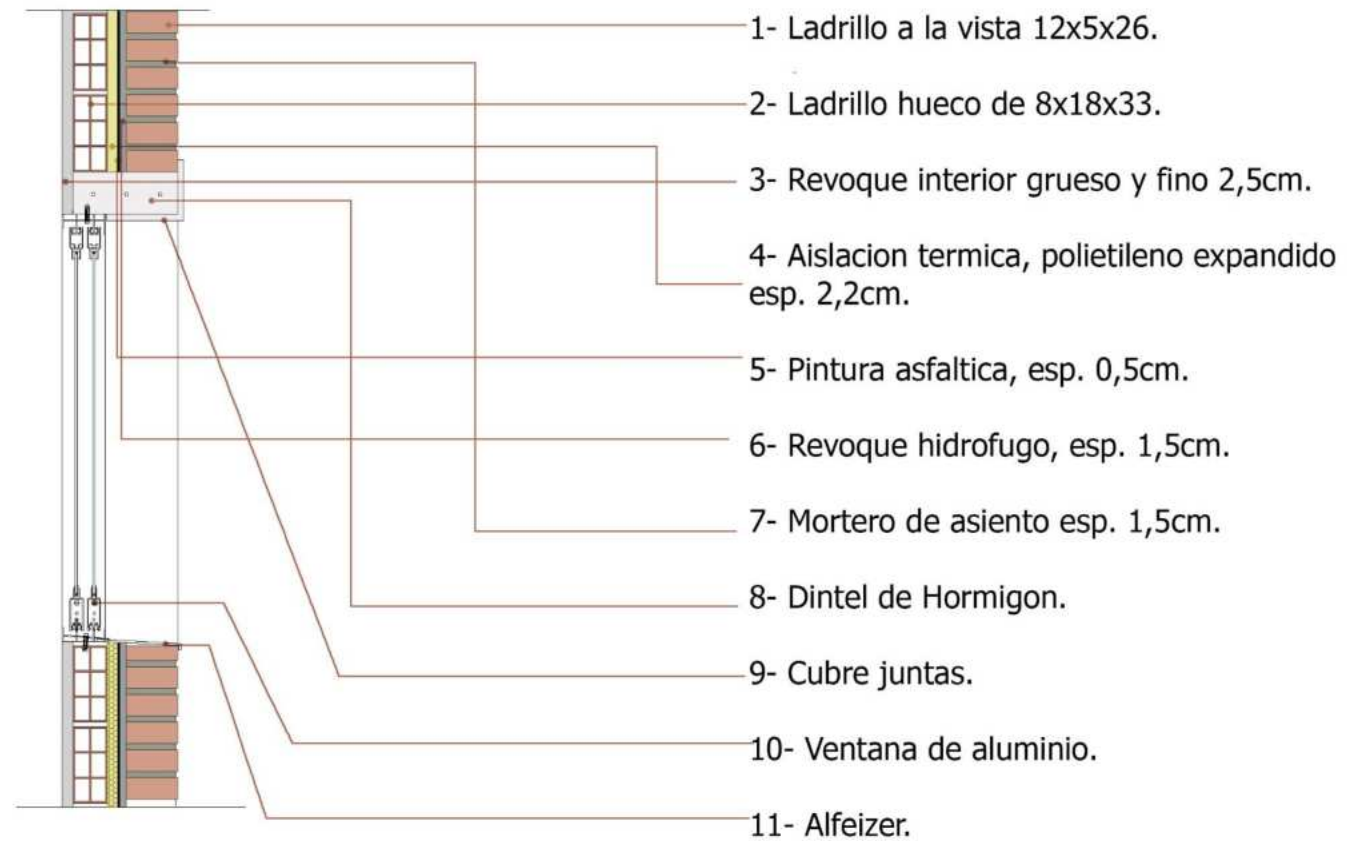 1- Ladrillo a la vista 12x5x26.
2- Ladrillo hueco de 8x18x33.
3- Revoque interior grueso y fino 2,5cm.
4- Aislacion termica, polietileno expandido
esp. 2,2cm.
5- Pintura asfaltica, esp. 0,5cm.
6- Revoque hidrofugo, esp. 1,5cm.
7- Mortero de asiento esp. 1,5cm.
8- Dintel de Hormigon.
9- Cubre juntas.
10- Ventana de aluminio.
11- Alfeizer.